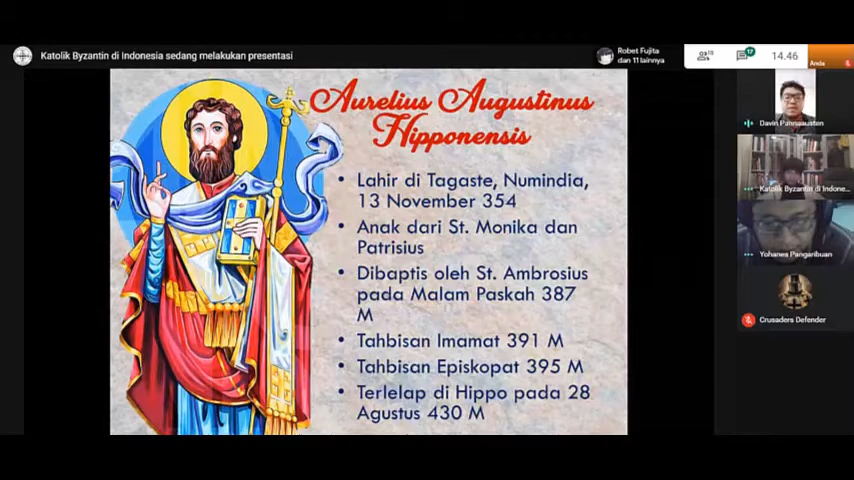 Katolik Byzantin di Indonesia sedang melakukan presentasi
Robet Fujita
dan 11 lainnya
13
17
14.46
Anda
Aurelius Augustinus
Hipponensis
• Lahir di Tagaste, Numindia,
13 November 354
• Anak dari St. Monika dan
Patrisius
• Dibaptis oleh St. Ambrosius
pada Malam Paskah 387
M
• Tahbisan Imamat 391 M
• Tahbisan Episkopat 395 M
• Terlelap di Hippo pada 28
Agustus 430 M
Davin
Katolik Byzantin di Indone...
Yohanes Pangaribuan
Crusaders Defender